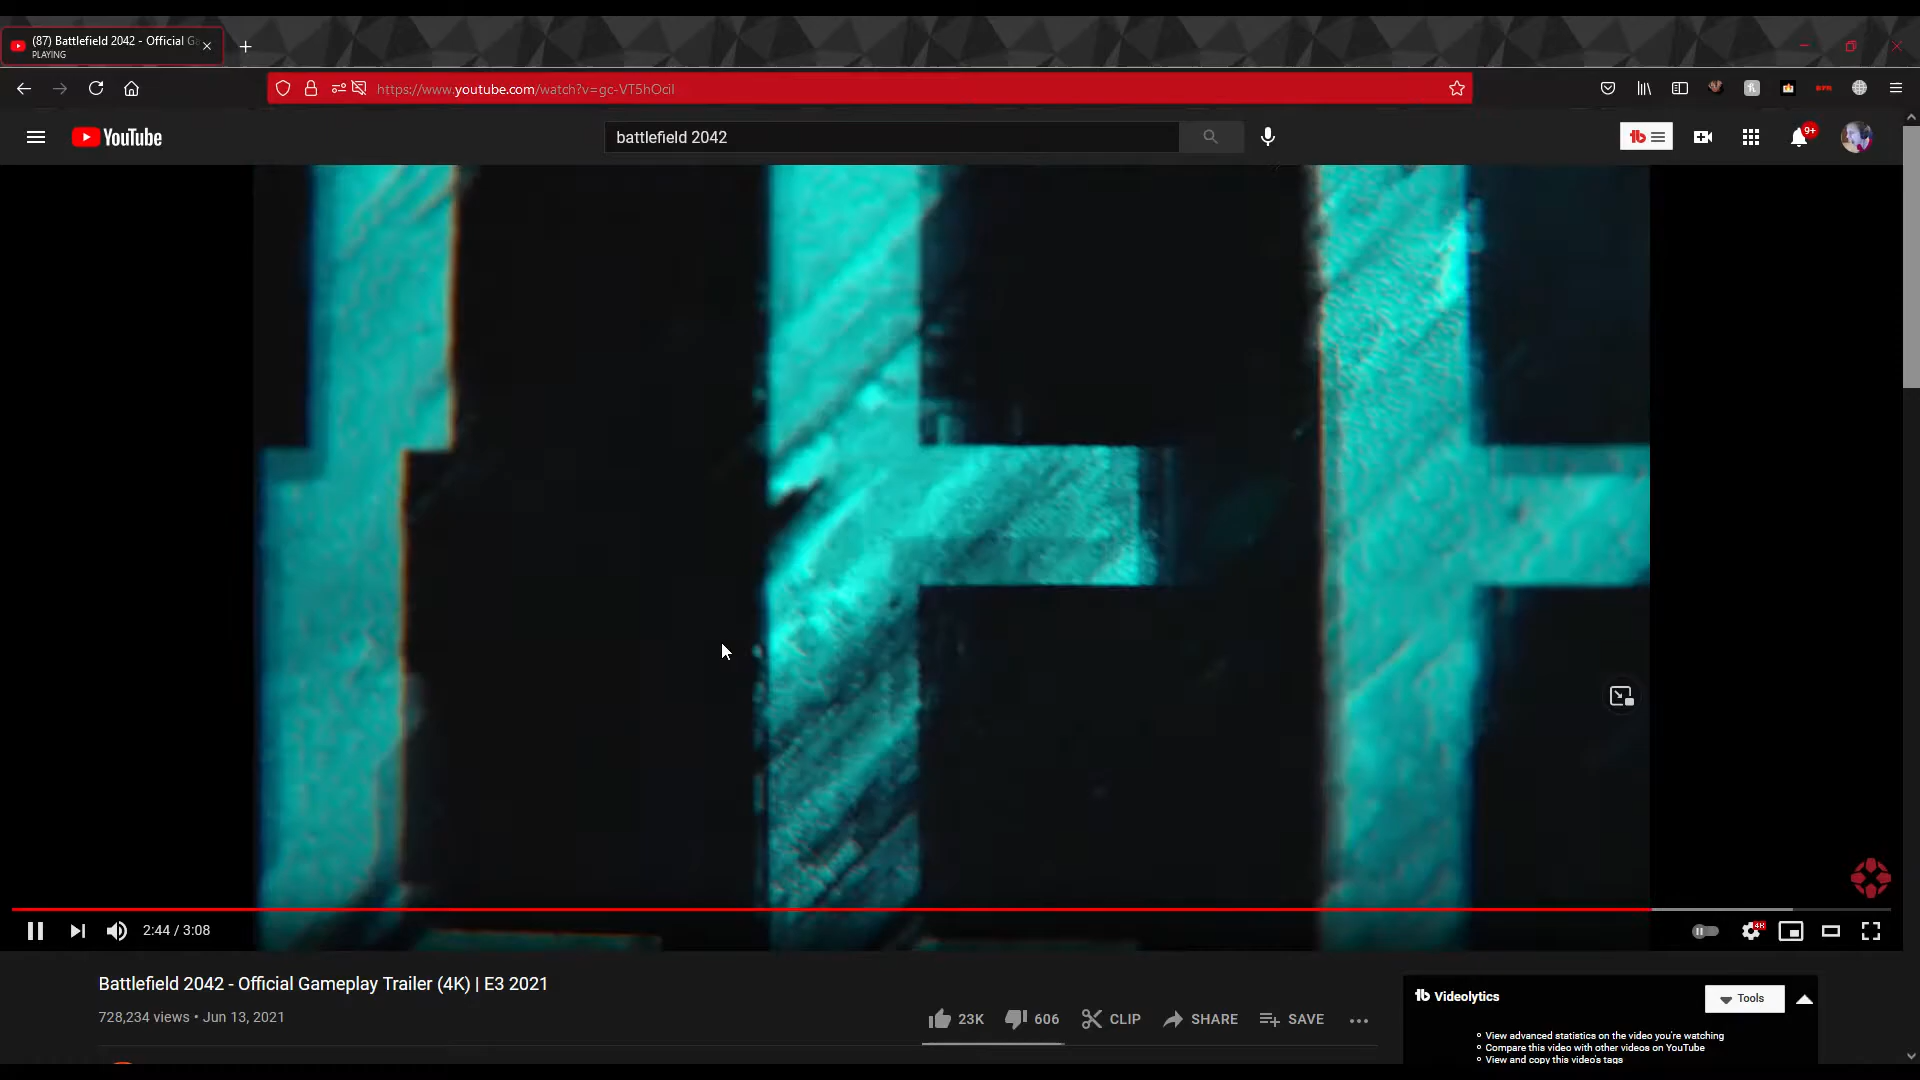 (87) Battlefield 2042 - Official Ga
PLAYING
https://www.youtube.com/watch?v=gc-VT5hOciI
YouTube
battlefield 2042
9+
2:44 / 3:08
4K
Battlefield 2042 - Official Gameplay Trailer (4K) | E3 2021
728,234 views • Jun 13, 2021
23K
606
CLIP
SHARE
SAVE
Videolytics
Tools
View advanced statistics on the video you're watching
Compare this video with other videos on YouTube
View and copy this video's tags